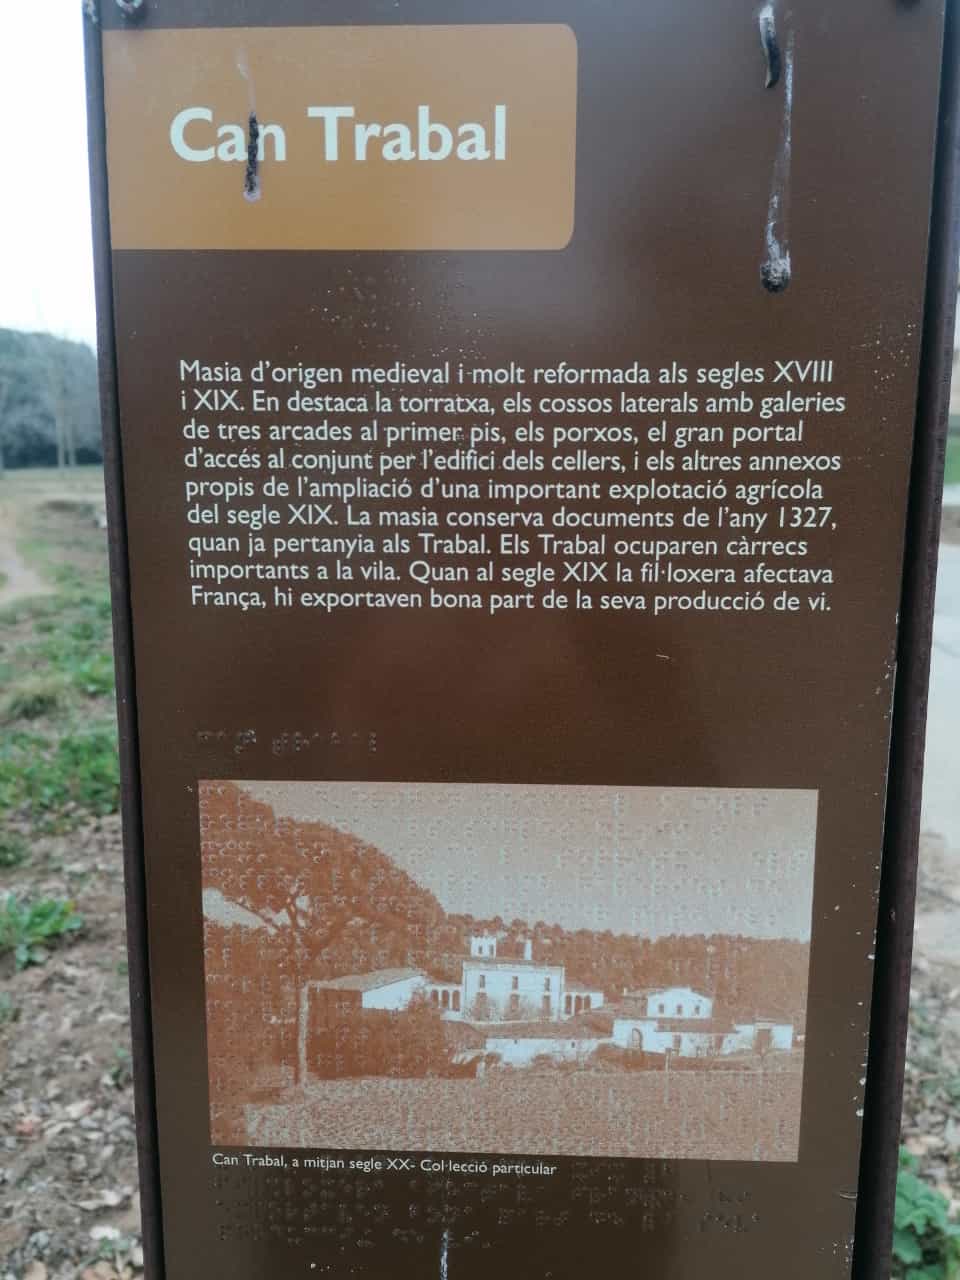 Can Trabal
Masia d'origen medieval i molt reformada als segles XVIII
i XIX. En destaca la torratxa, els cossos laterals amb galeries
de tres arcades al primer pis, els porxos, el gran portal
d'accés al conjunt per l'edifici dels cellers, i els altres annexos
propis de l'ampliació d'una important explotació agrícola
del segle XIX. La masia conserva documents de l'any 1327,
quan ja pertanyia als Trabal. Els Trabal ocuparen càrrecs
importants a la vila. Quan al segle XIX la fil·loxera afectava
França, hi exportaven bona part de la seva producció de vi.
Can Trabal, a mitjan segle XX- Col·lecció particular